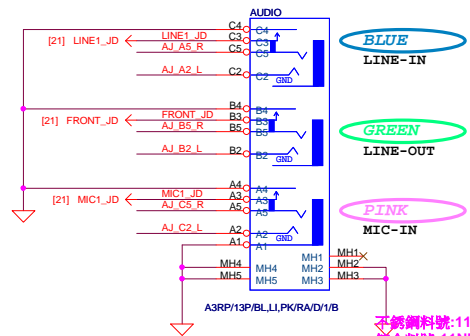 AUDIO
C4 C4
[21] LINE1_JD LINE1_JD C3 C3
AJ_A5_R C5 C5
AJ_A2_L C2 C2
GND
BLUE
LINE-IN
B4 B4
[21] FRONT_JD FRONT_JD B3 B3
AJ_B5_R B5 B5
AJ_B2_L B2 B2
GND
GREEN
LINE-OUT
A4 A4
[21] MIC1_JD MIC1_JD A3 A3
AJ_C5_R A5 A5
AJ_C2_L A2 A2
A1 A1
GND
PINK
MIC-IN
MH1 MH1
MH4 MH4 MH2 MH2
MH5 MH5 MH3 MH3
A3RP/13P/BL,LI,PK/RA/D/1/B
不銹鋼料號:11